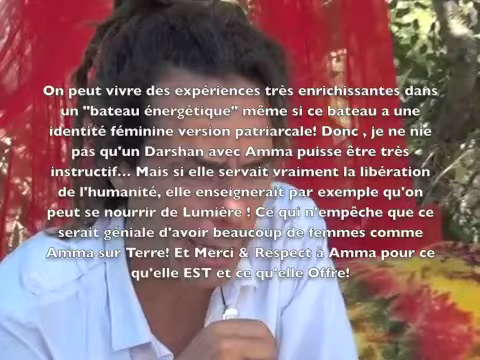 On peut vivre des expériences très enrichissantes dans
un "bateau énergétique" même si ce bateau a une
identité féminine version patriarcale! Donc , je ne nie
pas qu'un Darshan avec Amma puisse être très
instructif... Mais si elle servait vraiment la libération
de l'humanité, elle enseignerait par exemple qu'on
peut se nourrir de Lumière ! Ce qui n'empêche que ce
serait géniale d'avoir beaucoup de femmes comme
Amma sur Terre! Et Merci & Respect à Amma pour ce
qu'elle EST et ce qu'elle Offre!